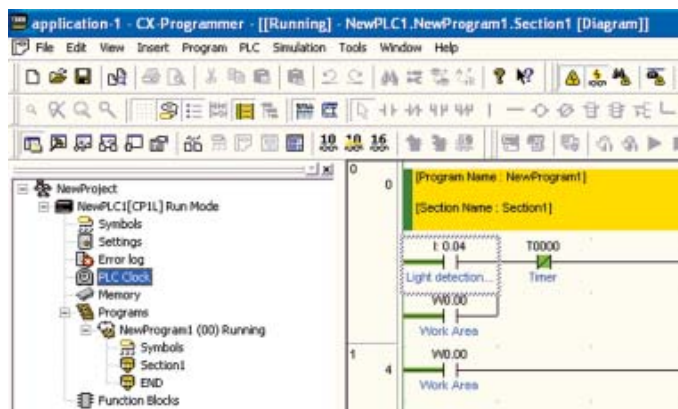 application-1 - CX-Programmer - [[Running] - NewPLC1.NewProgram1.Section1 [Diagram]]
File Edit View Insert Program PLC Simulation Tools Window Help
10 10 16
NewProject
NewPLC1[CP1L] Run Mode
Symbols
Settings
Error log
PLC Clock
Memory
Programs
NewProgram1 (00) Running
Symbols
Section1
END
Function Blocks
0
0
[Program Name : NewProgram1]
[Section Name : Section1]
I: 0.04 T0000
Light detection... Timer
W0.00
Work Area
1
4
W0.00
Work Area